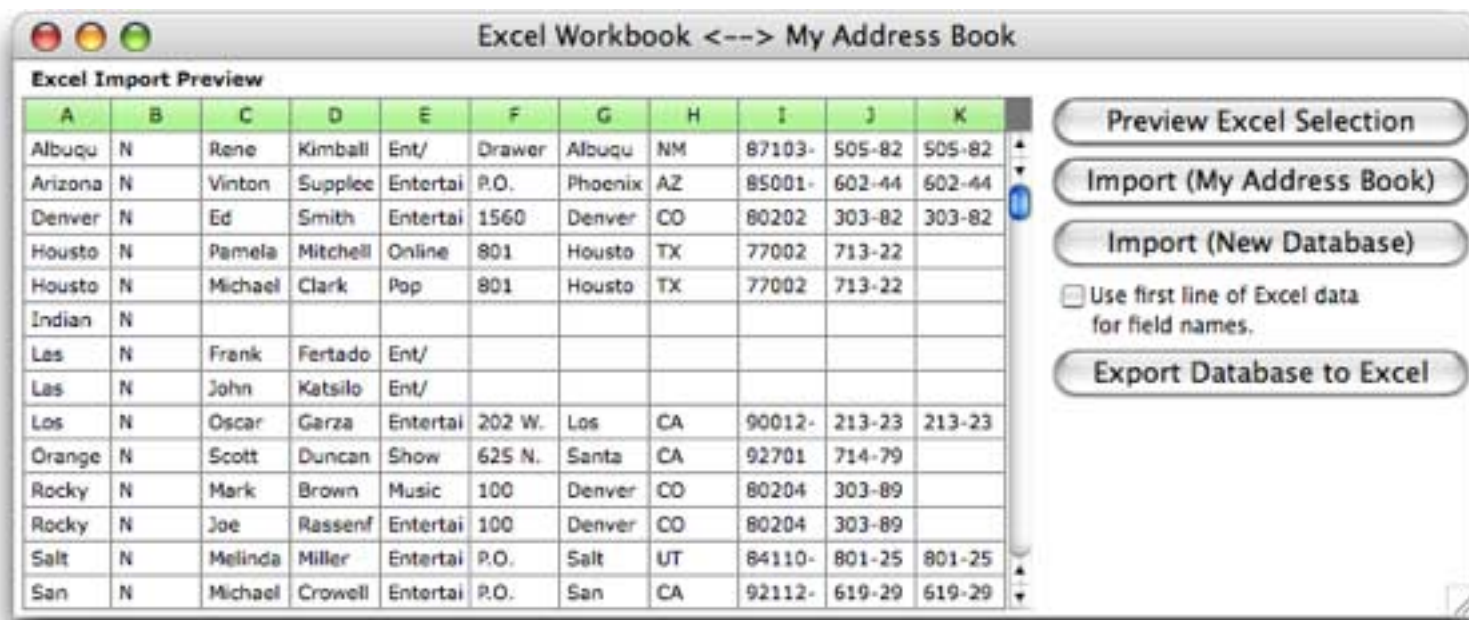 Excel Workbook <--> My Address Book
Excel Import Preview
A B C D E F G H I J K
Albuqu N Rene Kimball Ent/ Drawer Albuqu NM 87103- 505-82 505-82
Arizona N Vinton Supplee Entertai P.O. Phoenix AZ 85001- 602-44 602-44
Denver N Ed Smith Entertai 1560 Denver CO 80202 303-82 303-82
Housto N Pamela Mitchell Online 801 Housto TX 77002 713-22
Housto N Michael Clark Pop 801 Housto TX 77002 713-22
Indian N
Las N Frank Fertado Ent/
Las N John Katsilo Ent/
Los N Oscar Garza Entertai 202 W. Los CA 90012- 213-23 213-23
Orange N Scott Duncan Show 625 N. Santa CA 92701 714-79
Rocky N Mark Brown Music 100 Denver CO 80204 303-89
Rocky N Joe Rassenf Entertai 100 Denver CO 80204 303-89
Salt N Melinda Miller Entertai P.O. Salt UT 84110- 801-25 801-25
San N Michael Crowell Entertai P.O. San CA 92112- 619-29 619-29
Preview Excel Selection
Import (My Address Book)
Import (New Database)
Use first line of Excel data
for field names.
Export Database to Excel